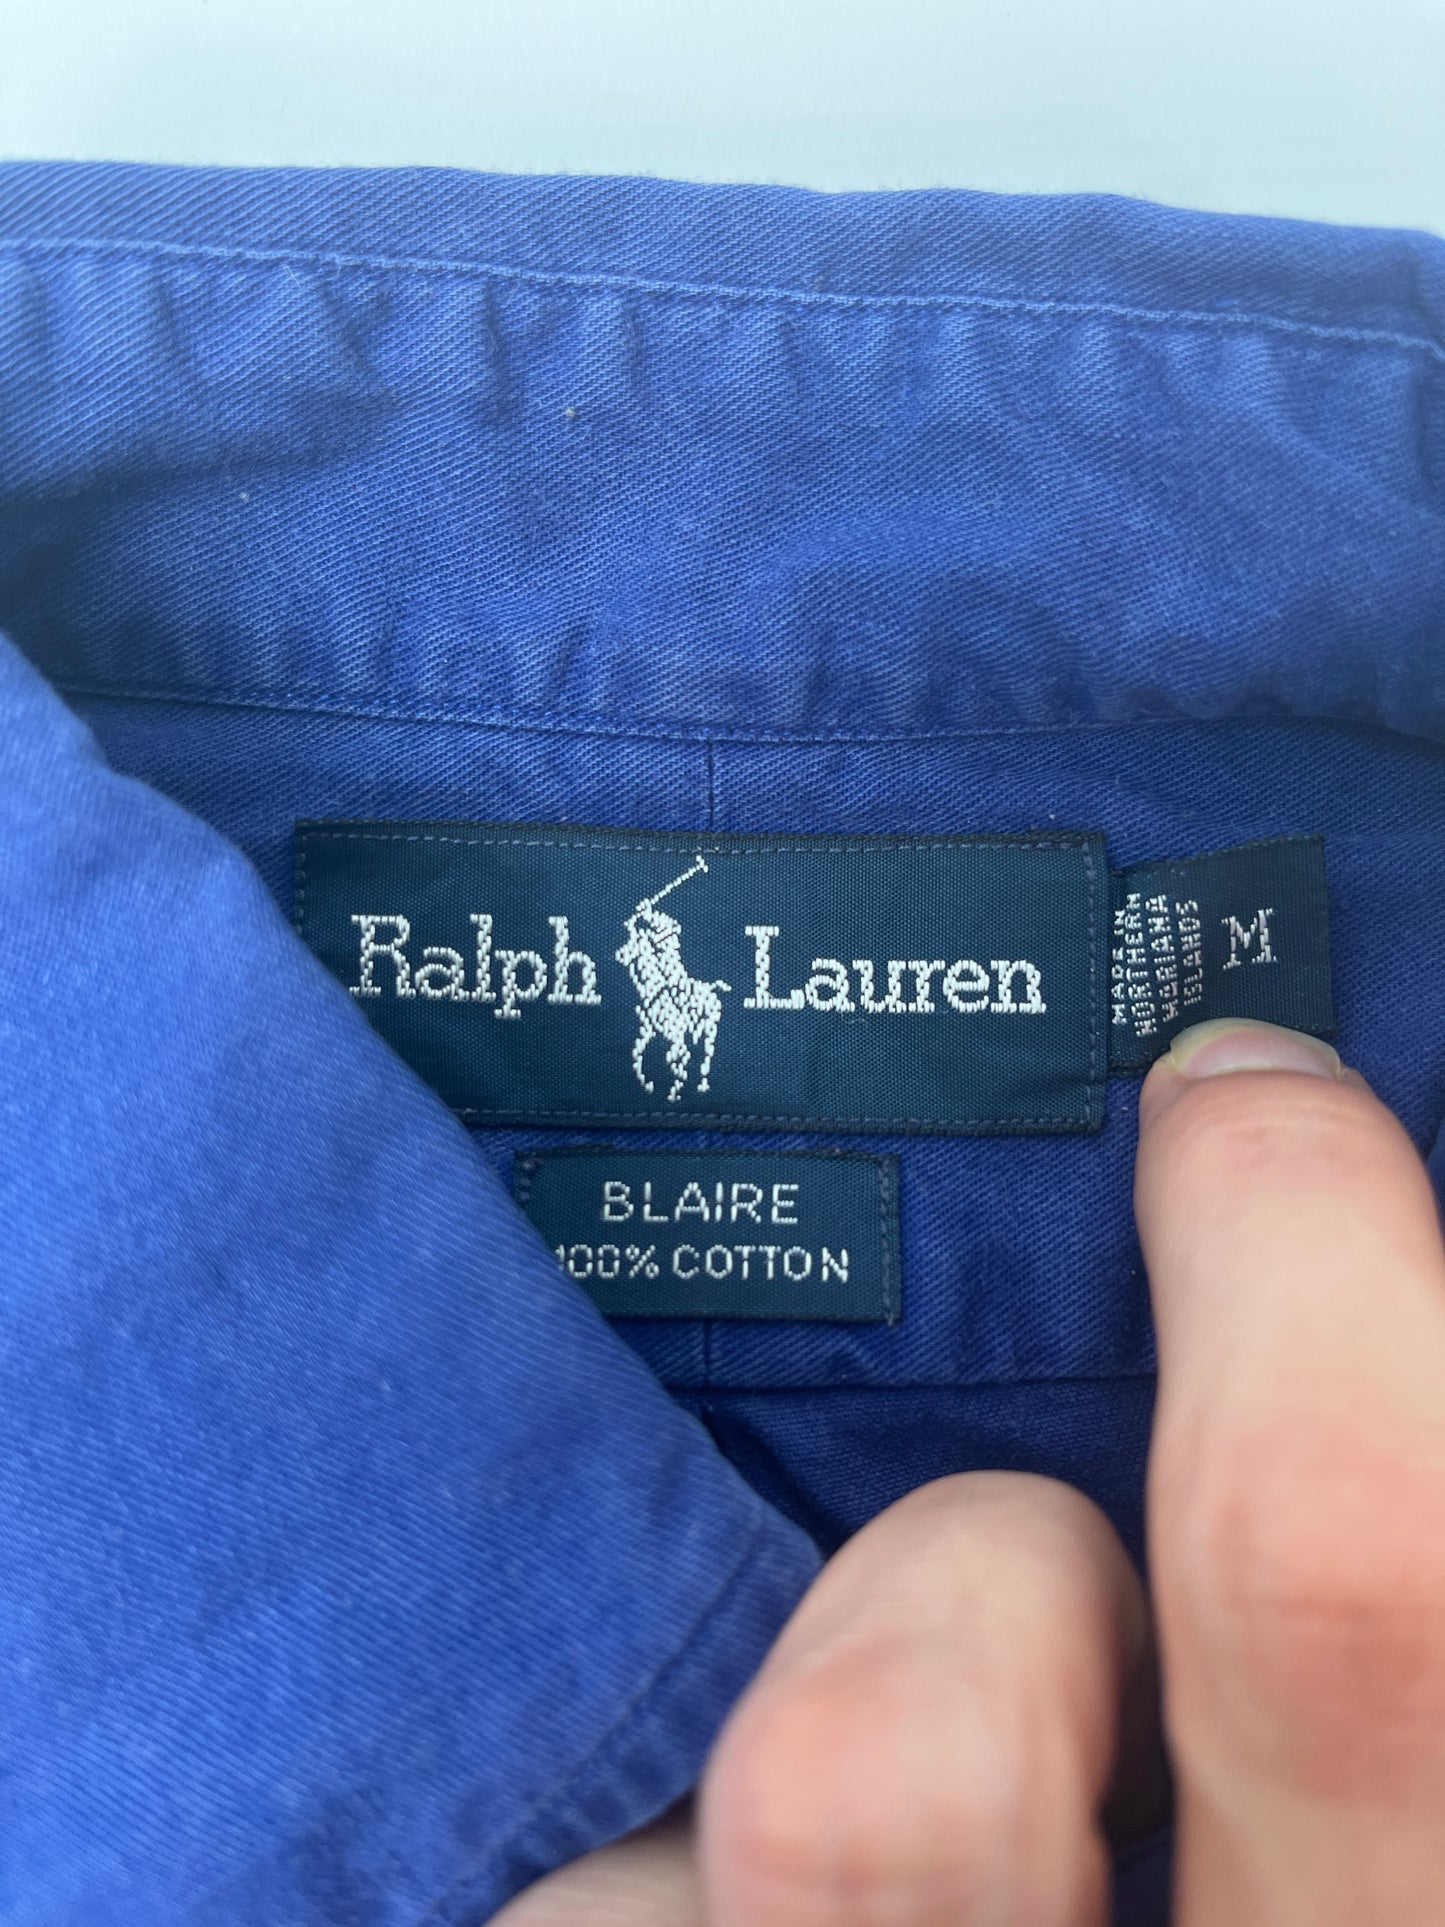 Ralph Lauren
MADE IN
NORTHERN
MARIANA
ISLANDS
M
BLAIRE
100% COTTON